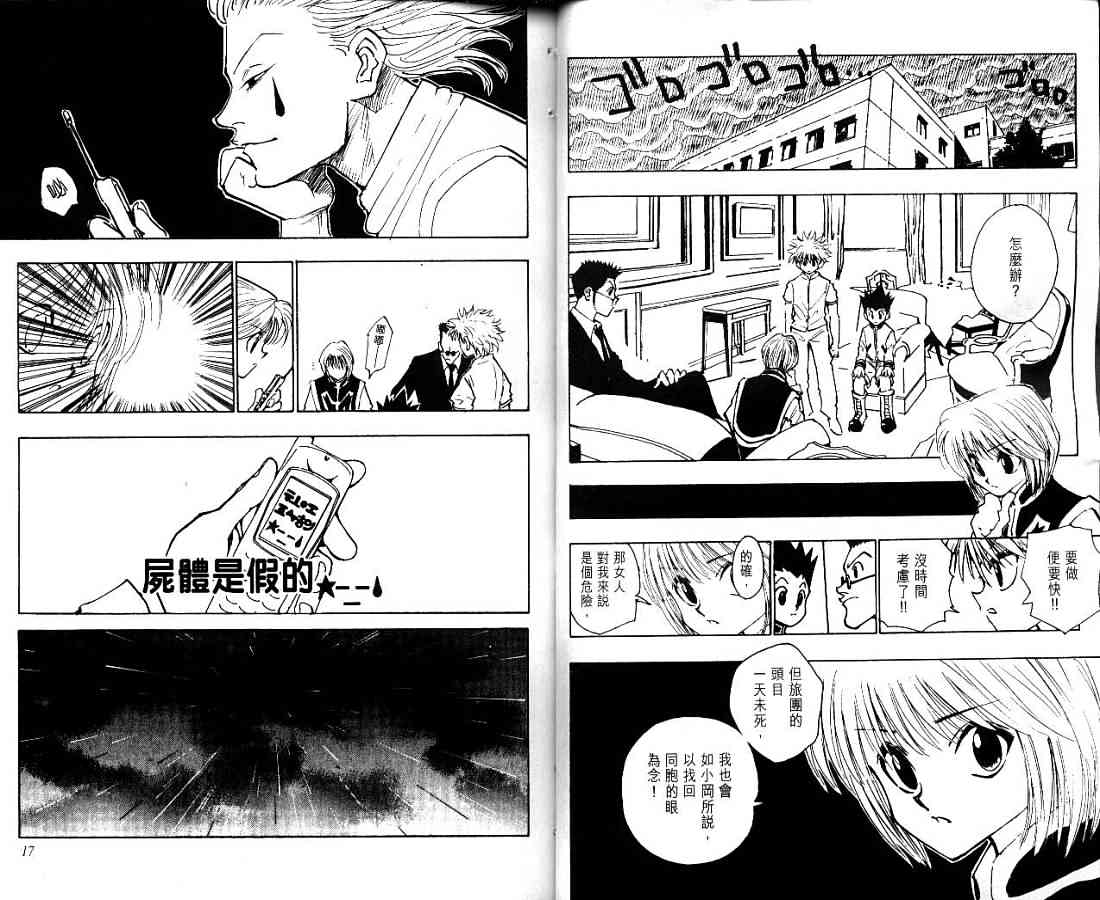 ゴロゴロゴロ…
ゴロロ
怎麼辦？
要做
便要快!!
沒時間
考慮了!!
的確，
那女人
對我來說
是個危險。
但旅團的
頭目
一天未死，
我也會
如小岡所說，
以找回
同胞的眼
為念！
嘟嘟
屍體是假的★
17